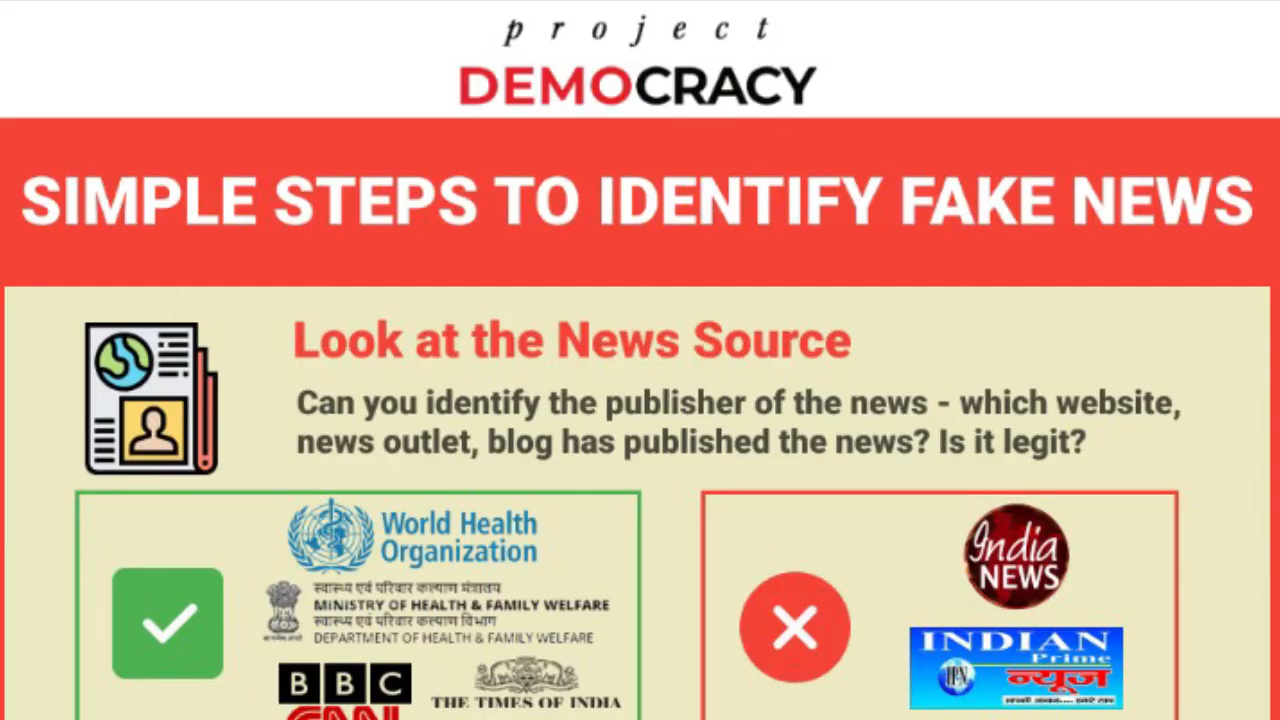 project
DEMOCRACY
SIMPLE STEPS TO IDENTIFY FAKE NEWS
Look at the News Source
Can you identify the publisher of the news - which website,
news outlet, blog has published the news? Is it legit?
World Health
Organization
स्वास्थ्य एवं परिवार कल्याण मंत्रालय
MINISTRY OF HEALTH & FAMILY WELFARE
स्वास्थ्य एवं परिवार कल्याण विभाग
DEPARTMENT OF HEALTH & FAMILY WELFARE
BBC
THE TIMES OF INDIA
CNN
India
NEWS
INDIAN
Prime
IPN
न्यूज़